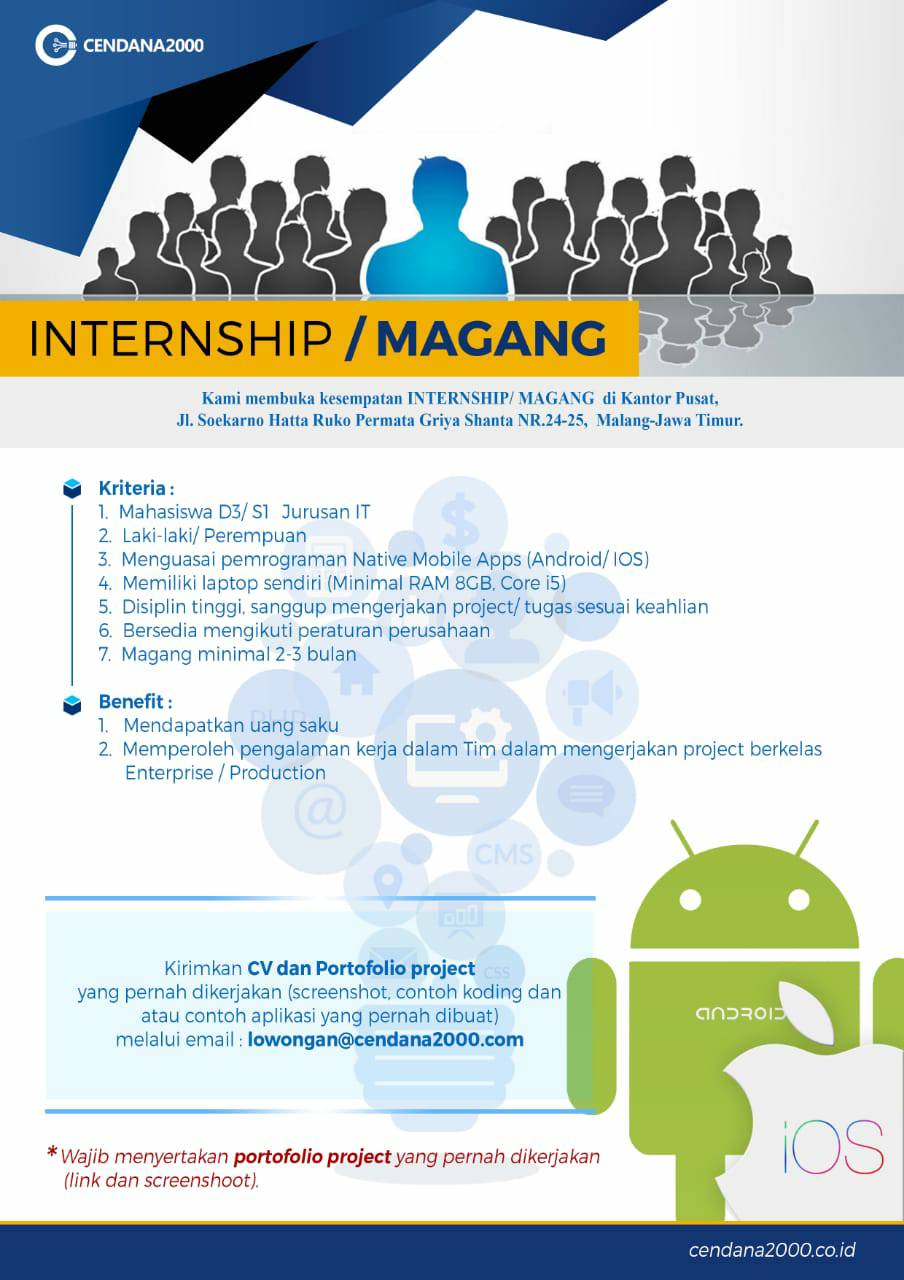 CENDANA2000
INTERNSHIP / MAGANG
Kami membuka kesempatan INTERNSHIP/ MAGANG di Kantor Pusat,
Jl. Soekarno Hatta Ruko Permata Griya Shanta NR.24-25, Malang-Jawa Timur.
Kriteria :
1. Mahasiswa D3/ S1 Jurusan IT
2. Laki-laki/ Perempuan
3. Menguasai pemrograman Native Mobile Apps (Android/ IOS)
4. Memiliki laptop sendiri (Minimal RAM 8GB, Core i5)
5. Disiplin tinggi, sanggup mengerjakan project/ tugas sesuai keahlian
6. Bersedia mengikuti peraturan perusahaan
7. Magang minimal 2-3 bulan
Benefit :
PHP
1. Mendapatkan uang saku
2. Memperoleh pengalaman kerja dalam Tim dalam mengerjakan project berkelas
Enterprise / Production
@
CMS
Kirimkan CV dan Portofolio project
CSS
yang pernah dikerjakan (screenshot, contoh koding dan
atau contoh aplikasi yang pernah dibuat)
melalui email : lowongan@cendana2000.com
ANDROID
iOS
* Wajib menyertakan portofolio project yang pernah dikerjakan
(link dan screenshoot).
cendana2000.co.id